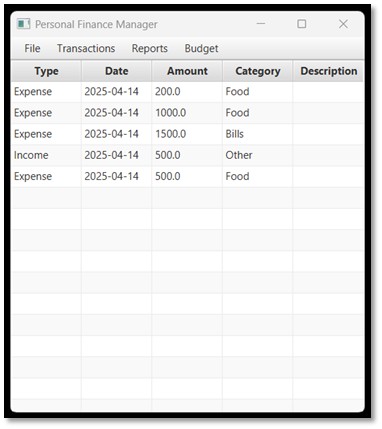 Personal Finance Manager
File Transactions Reports Budget
Type Date Amount Category Description
Expense 2025-04-14 200.0 Food
Expense 2025-04-14 1000.0 Food
Expense 2025-04-14 1500.0 Bills
Income 2025-04-14 500.0 Other
Expense 2025-04-14 500.0 Food